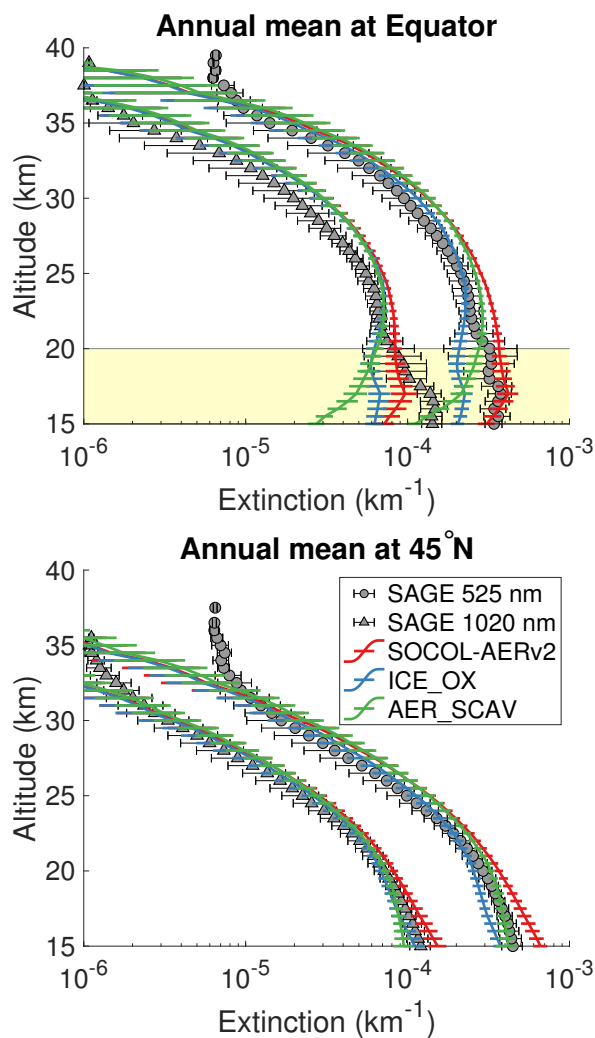 Annual mean at Equator
40
35
30
25
20
15
Altitude (km)
10^-6
10^-5
10^-4
10^-3
Extinction (km^-1)
Annual mean at 45°N
40
35
30
25
20
15
Altitude (km)
SAGE 525 nm
SAGE 1020 nm
SOCOL-AERv2
ICE_OX
AER_SCAV
10^-6
10^-5
10^-4
10^-3
Extinction (km^-1)